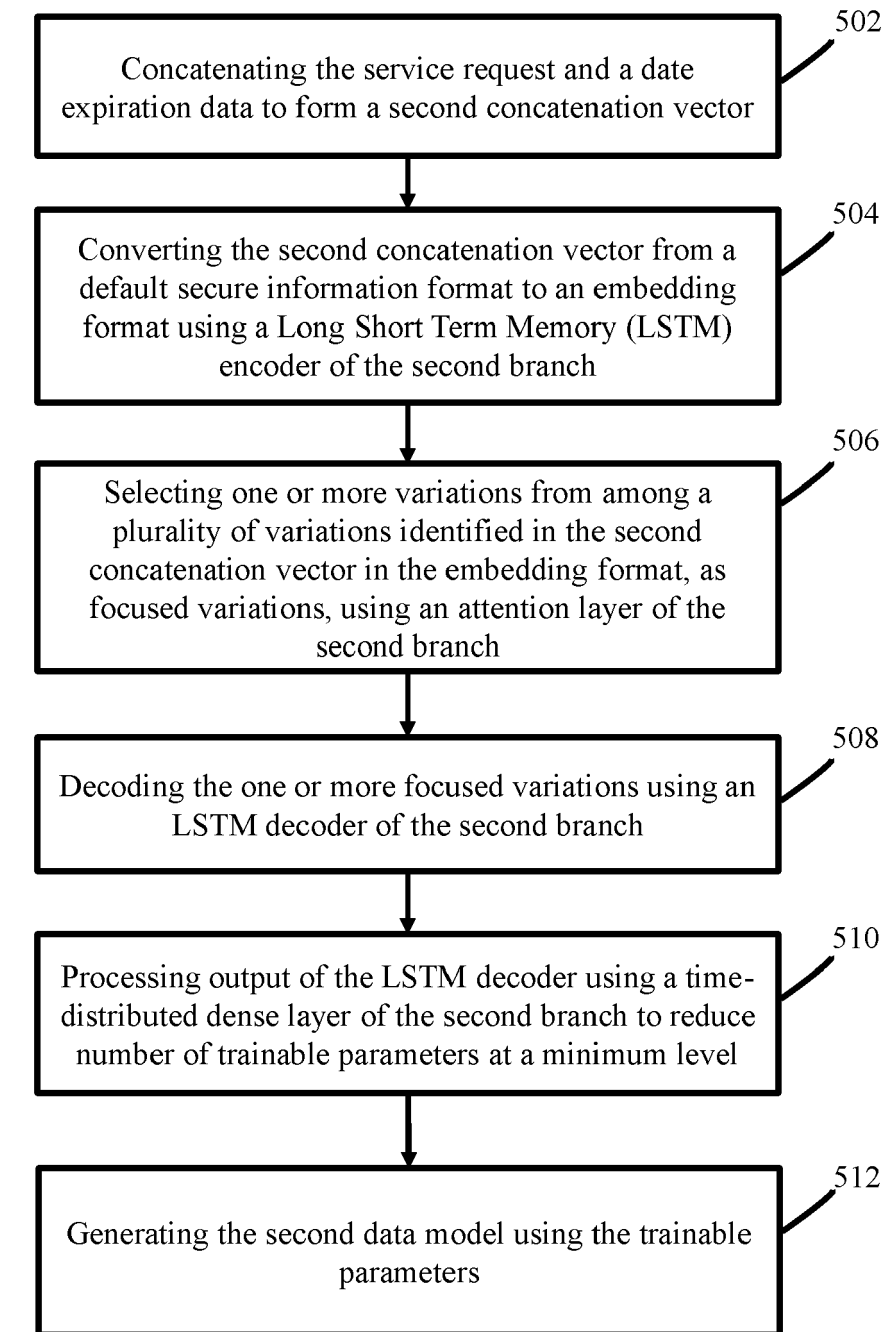 502
Concatenating the service request and a date
expiration data to form a second concatenation vector
504
Converting the second concatenation vector from a
default secure information format to an embedding
format using a Long Short Term Memory (LSTM)
encoder of the second branch
506
Selecting one or more variations from among a
plurality of variations identified in the second
concatenation vector in the embedding format, as
focused variations, using an attention layer of the
second branch
508
Decoding the one or more focused variations using an
LSTM decoder of the second branch
510
Processing output of the LSTM decoder using a time-
distributed dense layer of the second branch to reduce
number of trainable parameters at a minimum level
512
Generating the second data model using the trainable
parameters